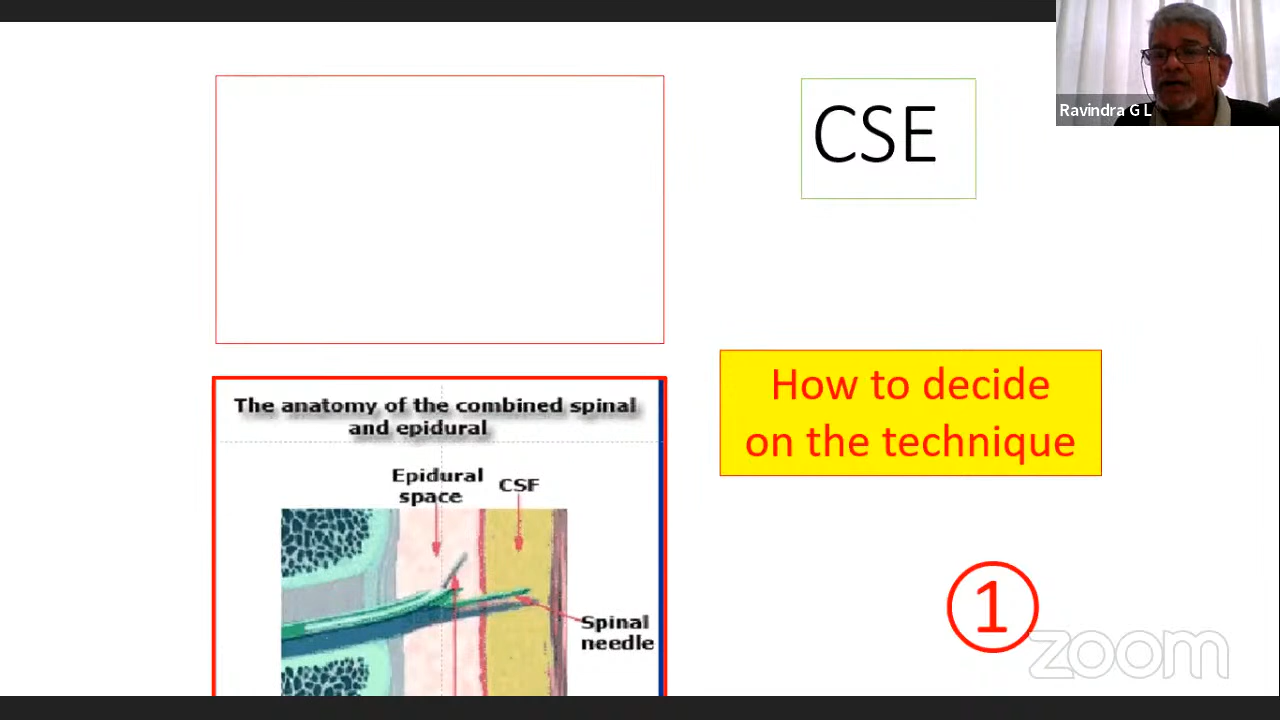 Ravindra G L
CSE
How to decide
on the technique
The anatomy of the combined spinal
and epidural
Epidural
space
CSF
Spinal
needle
1
zoom